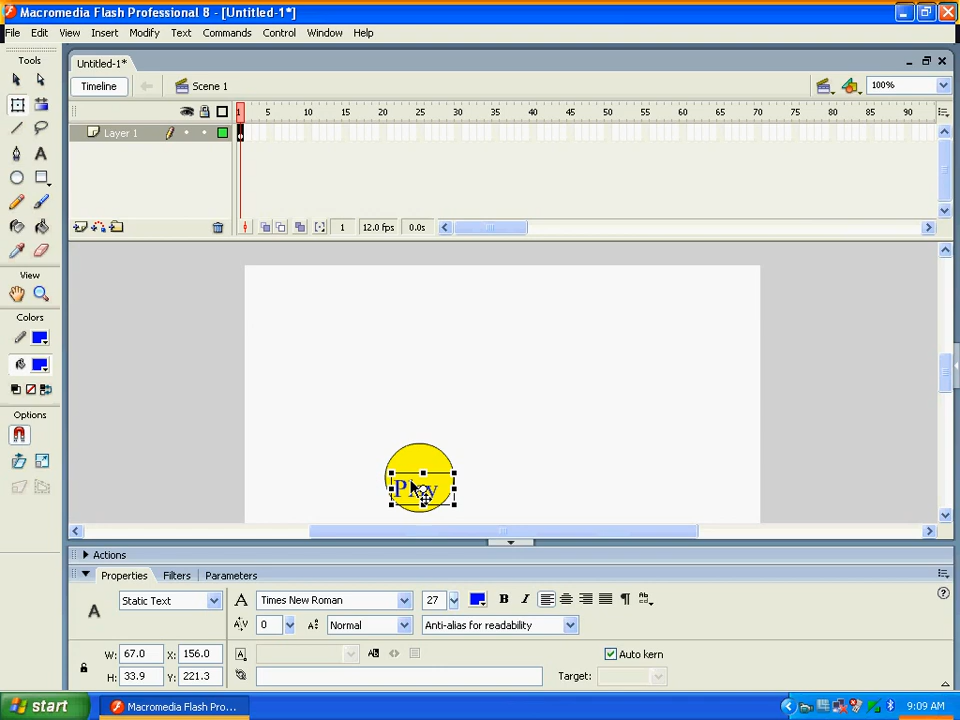 Macromedia Flash Professional 8 - [Untitled-1*]
File Edit View Insert Modify Text Commands Control Window Help
Tools
Untitled-1*
Timeline
Scene 1
100%
1 5 10 15 20 25 30 35 40 45 50 55 60 65 70 75 80 85 90
Layer 1
A
1 12.0 fps 0.0s
View
Colors
Options
Play
Actions
Properties Filters Parameters
A Static Text A Times New Roman 27 B I
A/V 0 Normal Anti-alias for readability
W: 67.0 X: 156.0 Auto kern
H: 33.9 Y: 221.3 Target:
start Macromedia Flash Pro... 9:09 AM